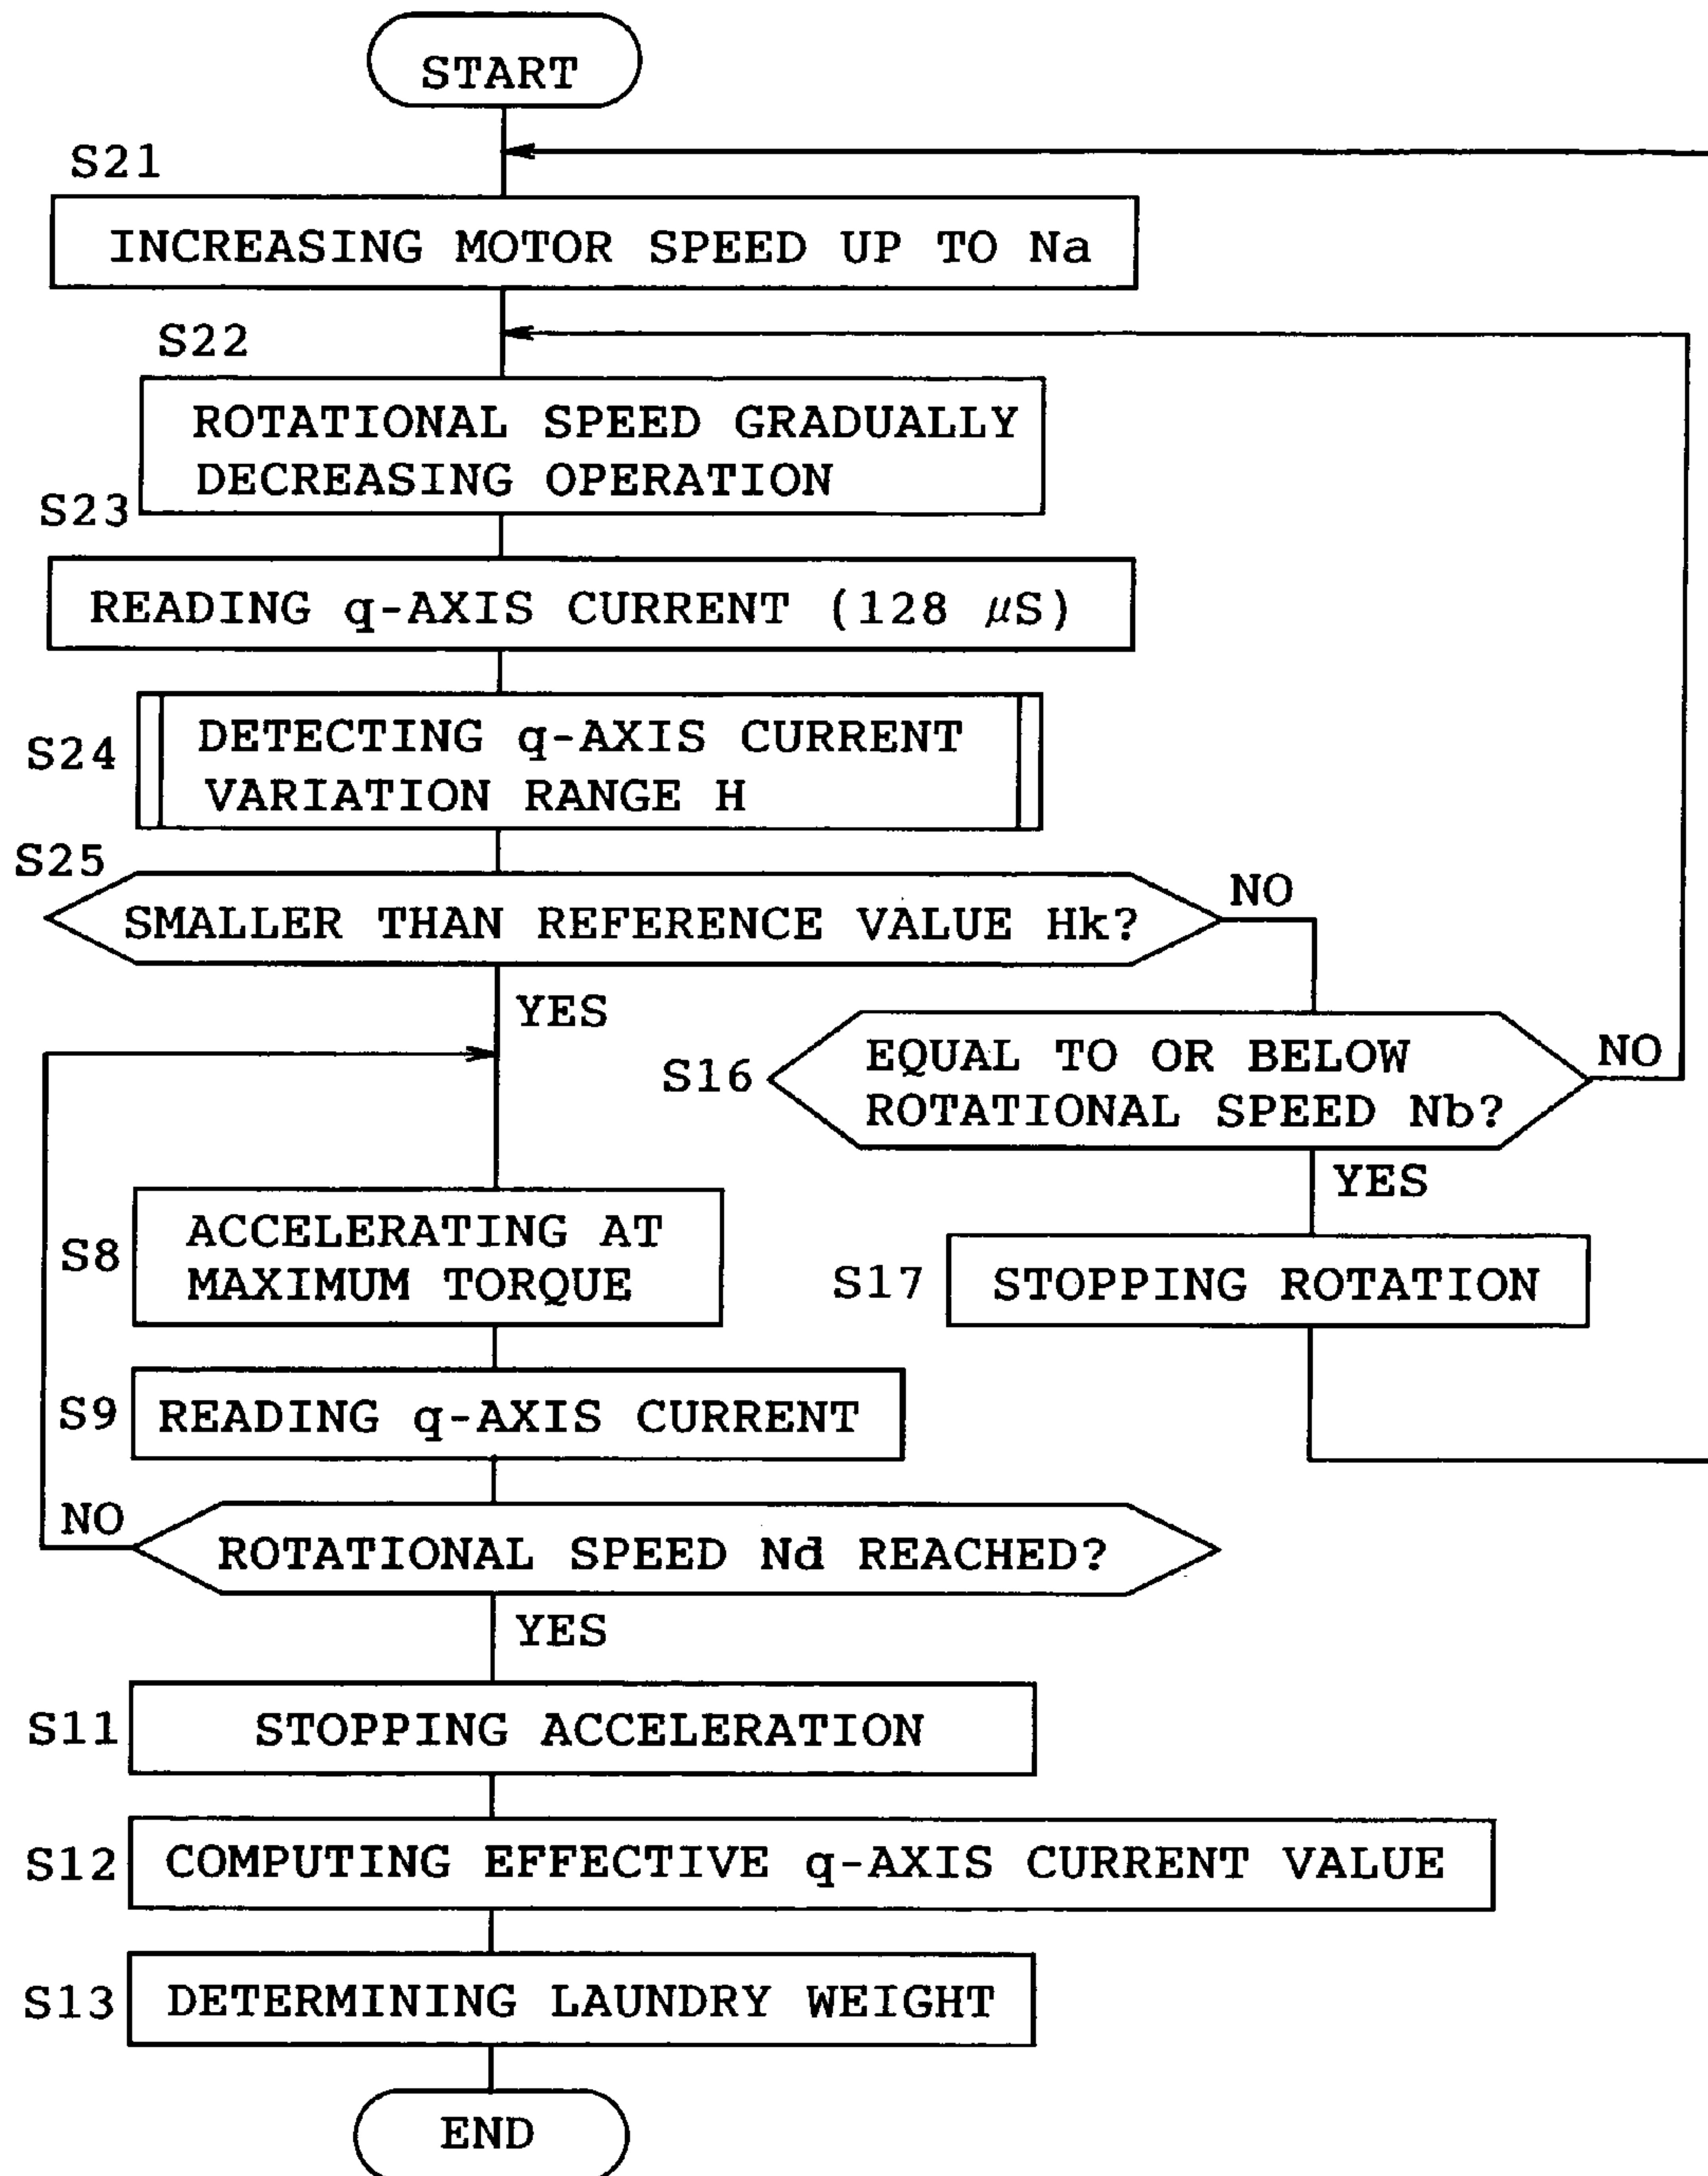 START
S21
INCREASING MOTOR SPEED UP TO Na
S22
ROTATIONAL SPEED GRADUALLY
DECREASING OPERATION
S23
READING q-AXIS CURRENT (128 μS)
S24
DETECTING q-AXIS CURRENT
VARIATION RANGE H
S25
SMALLER THAN REFERENCE VALUE Hk?
NO
YES
S16
EQUAL TO OR BELOW
ROTATIONAL SPEED Nb?
NO
YES
S8
ACCELERATING AT
MAXIMUM TORQUE
S17
STOPPING ROTATION
S9
READING q-AXIS CURRENT
NO
ROTATIONAL SPEED Nd REACHED?
YES
S11
STOPPING ACCELERATION
S12
COMPUTING EFFECTIVE q-AXIS CURRENT VALUE
S13
DETERMINING LAUNDRY WEIGHT
END